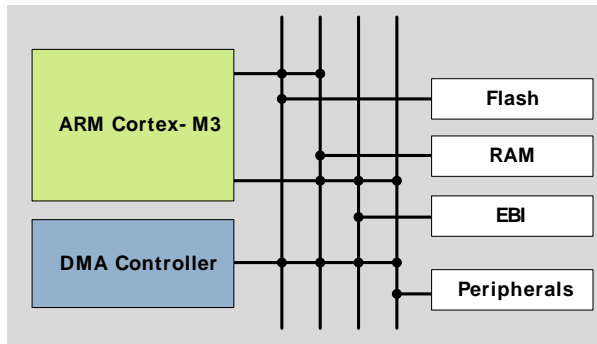 ARM Cortex- M3
DMA Controller
Flash
RAM
EBI
Peripherals